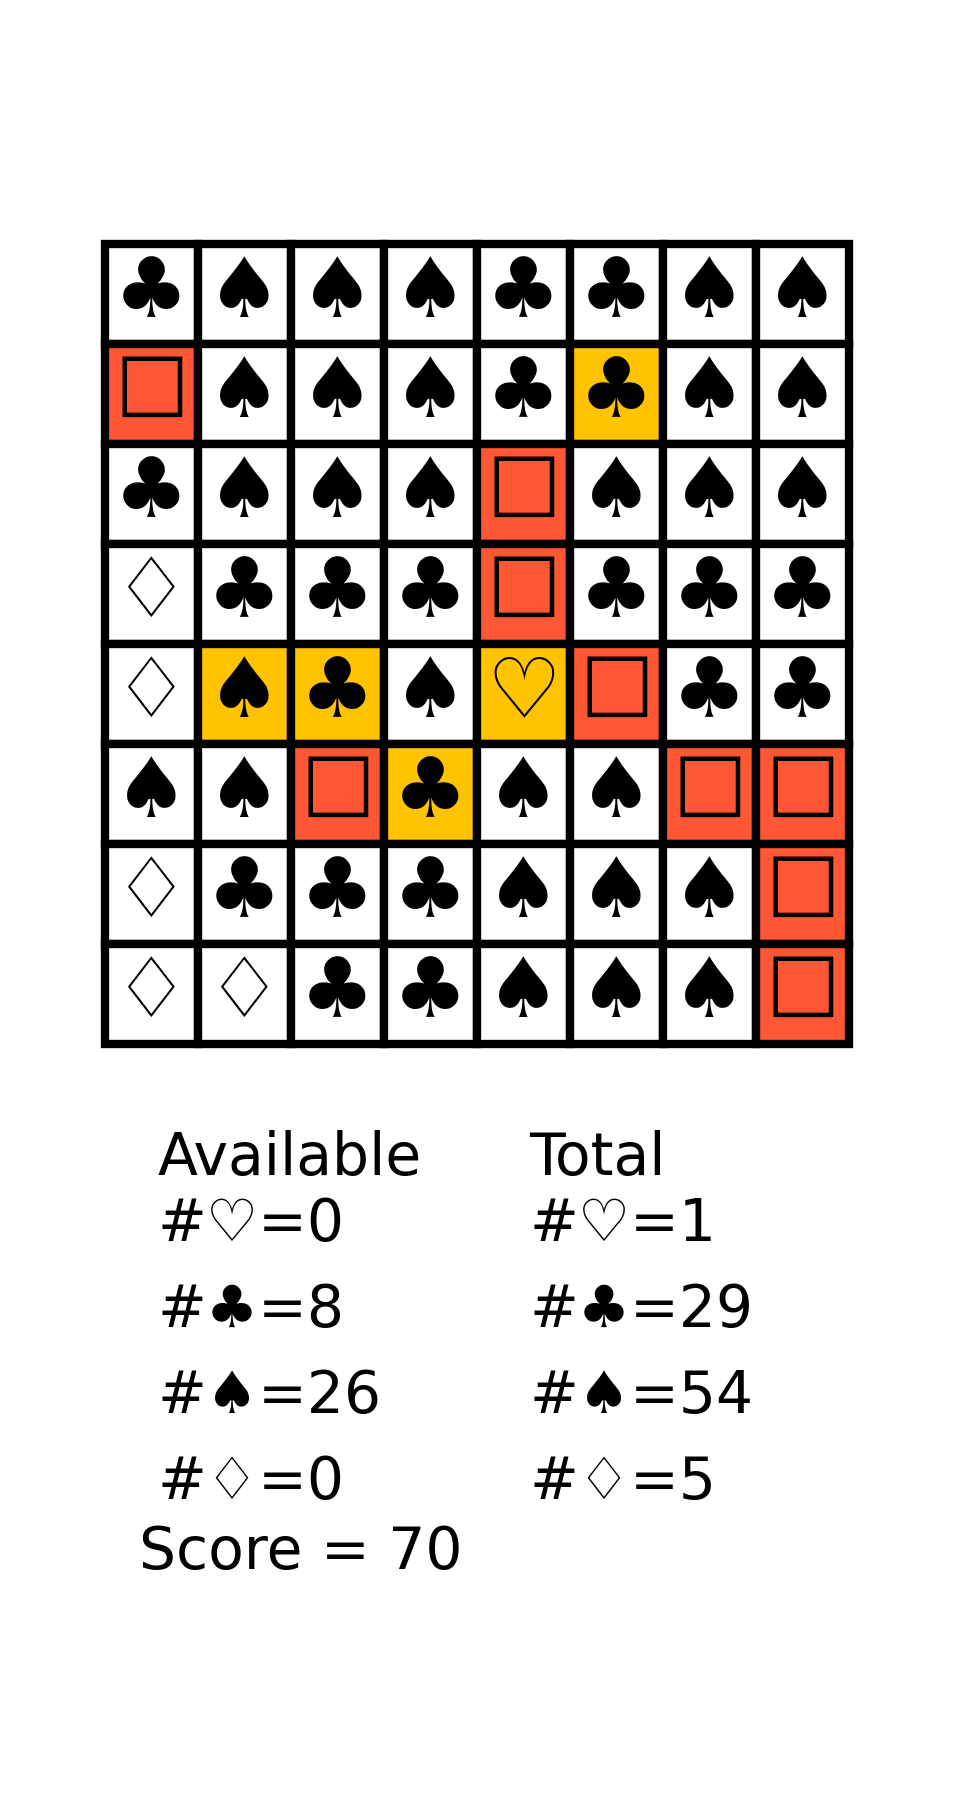 ♣ ♠ ♠ ♠ ♣ ♣ ♠ ♠
□ ♠ ♠ ♠ ♣ ♣ ♠ ♠
♣ ♠ ♠ ♠ □ ♠ ♠ ♠
♢ ♣ ♣ ♣ □ ♣ ♣ ♣
♢ ♠ ♣ ♠ ♡ □ ♣ ♣
♠ ♠ □ ♣ ♠ ♠ □ □
♢ ♣ ♣ ♣ ♠ ♠ ♠ □
♢ ♢ ♣ ♣ ♠ ♠ ♠ □
Available Total
#♡=0 #♡=1
#♣=8 #♣=29
#♠=26 #♠=54
#♢=0 #♢=5
Score = 70